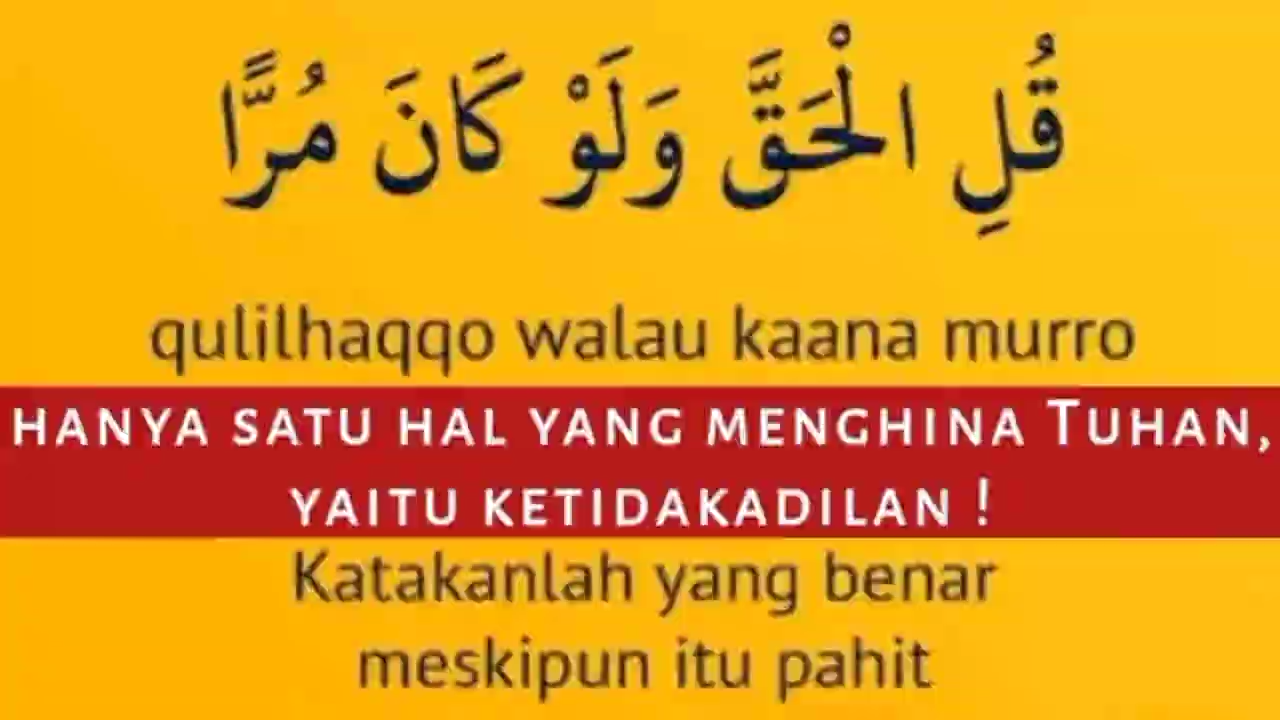 قُلِ الْحَقَّ وَلَوْ كَانَ مُرًّا
qulilhaqqo walau kaana murro
HANYA SATU HAL YANG MENGHINA TUHAN,
YAITU KETIDAKADILAN !
Katakanlah yang benar
meskipun itu pahit